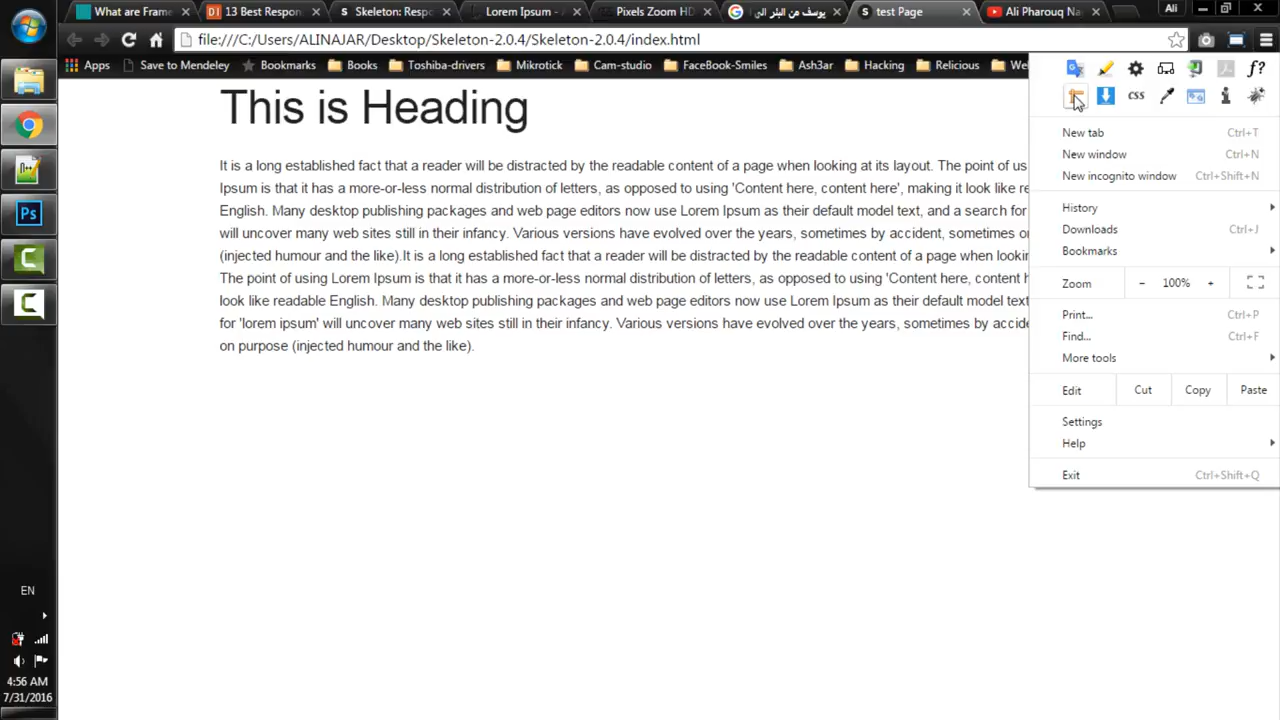 What are Frame
13 Best Respon
Skeleton: Respo
Lorem Ipsum -
Pixels Zoom HD
يوسف من البئر الى
test Page
Ali Pharouq Na
Ali
file:///C:/Users/ALINAJAR/Desktop/Skeleton-2.0.4/Skeleton-2.0.4/index.html
Apps
Save to Mendeley
Bookmarks
Books
Toshiba-drivers
Mikrotick
Cam-studio
FaceBook-Smiles
Ash3ar
Hacking
Relicious
This is Heading
It is a long established fact that a reader will be distracted by the readable content of a page when looking at its layout. The point of us
Ipsum is that it has a more-or-less normal distribution of letters, as opposed to using 'Content here, content here', making it look like re
English. Many desktop publishing packages and web page editors now use Lorem Ipsum as their default model text, and a search for
will uncover many web sites still in their infancy. Various versions have evolved over the years, sometimes by accident, sometimes o
(injected humour and the like).It is a long established fact that a reader will be distracted by the readable content of a page when looki
The point of using Lorem Ipsum is that it has a more-or-less normal distribution of letters, as opposed to using 'Content here, content h
look like readable English. Many desktop publishing packages and web page editors now use Lorem Ipsum as their default model text
for 'lorem ipsum' will uncover many web sites still in their infancy. Various versions have evolved over the years, sometimes by accide
on purpose (injected humour and the like).
CSS
f?
New tab Ctrl+T
New window Ctrl+N
New incognito window Ctrl+Shift+N
History
Downloads Ctrl+J
Bookmarks
Zoom - 100% +
Print... Ctrl+P
Find... Ctrl+F
More tools
Edit Cut Copy Paste
Settings
Help
Exit Ctrl+Shift+Q
Ps
EN
4:56 AM
7/31/2016